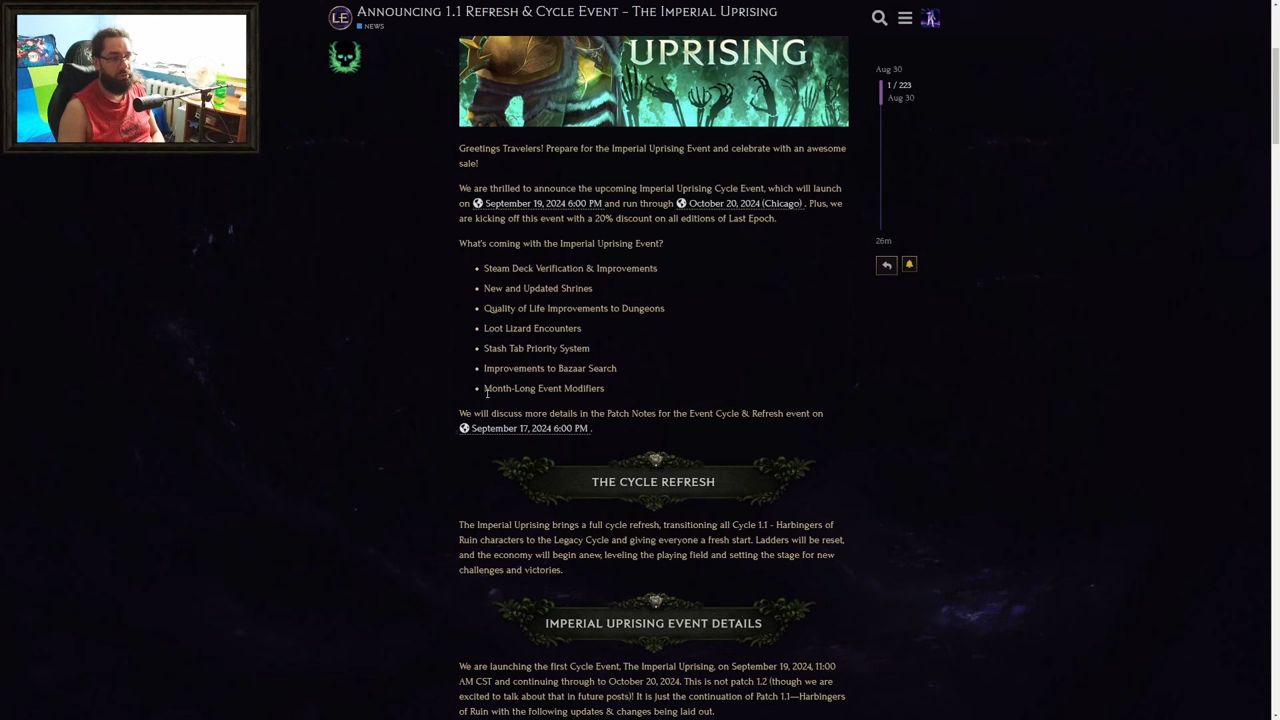 ANNOUNCING 1.1 REFRESH & CYCLE EVENT – THE IMPERIAL UPRISING
LE
NEWS
UPRISING
Aug 30
1 / 223
Aug 30
26m
Greetings Travelers! Prepare for the Imperial Uprising Event and celebrate with an awesome
sale!
We are thrilled to announce the upcoming Imperial Uprising Cycle Event, which will launch
on September 19, 2024 6:00 PM and run through October 20, 2024 (Chicago) . Plus, we
are kicking off this event with a 20% discount on all editions of Last Epoch.
What's coming with the Imperial Uprising Event?
• Steam Deck Verification & Improvements
• New and Updated Shrines
• Quality of Life Improvements to Dungeons
• Loot Lizard Encounters
• Stash Tab Priority System
• Improvements to Bazaar Search
• Month-Long Event Modifiers
We will discuss more details in the Patch Notes for the Event Cycle & Refresh event on
September 17, 2024 6:00 PM .
THE CYCLE REFRESH
The Imperial Uprising brings a full cycle refresh, transitioning all Cycle 1.1 - Harbingers of
Ruin characters to the Legacy Cycle and giving everyone a fresh start. Ladders will be reset,
and the economy will begin anew, leveling the playing field and setting the stage for new
challenges and victories.
IMPERIAL UPRISING EVENT DETAILS
We are launching the first Cycle Event, The Imperial Uprising, on September 19, 2024, 11:00
AM CST and continuing through to October 20, 2024. This is not patch 1.2 (though we are
excited to talk about that in future posts)! It is just the continuation of Patch 1.1—Harbingers
of Ruin with the following updates & changes being laid out.